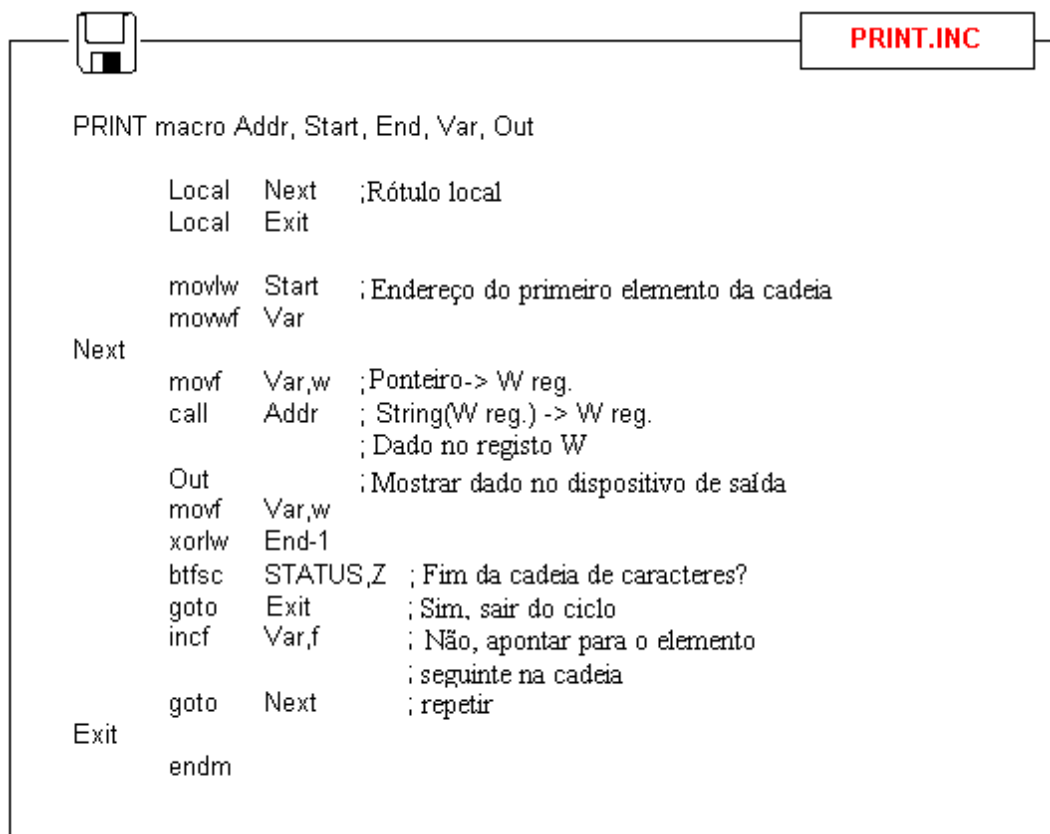 PRINT.INC
PRINT macro Addr, Start, End, Var, Out
Local Next ;Rótulo local
Local Exit
movlw Start ; Endereço do primeiro elemento da cadeia
movwf Var
Next
movf Var,w ;Ponteiro-> W reg.
call Addr ; String(W reg.) -> W reg.
; Dado no registo W
Out ; Mostrar dado no dispositivo de saída
movf Var,w
xorlw End-1
btfsc STATUS,Z ; Fim da cadeia de caracteres?
goto Exit ; Sim, sair do ciclo
incf Var,f ; Não, apontar para o elemento
; seguinte na cadeia
goto Next ; repetir
Exit
endm